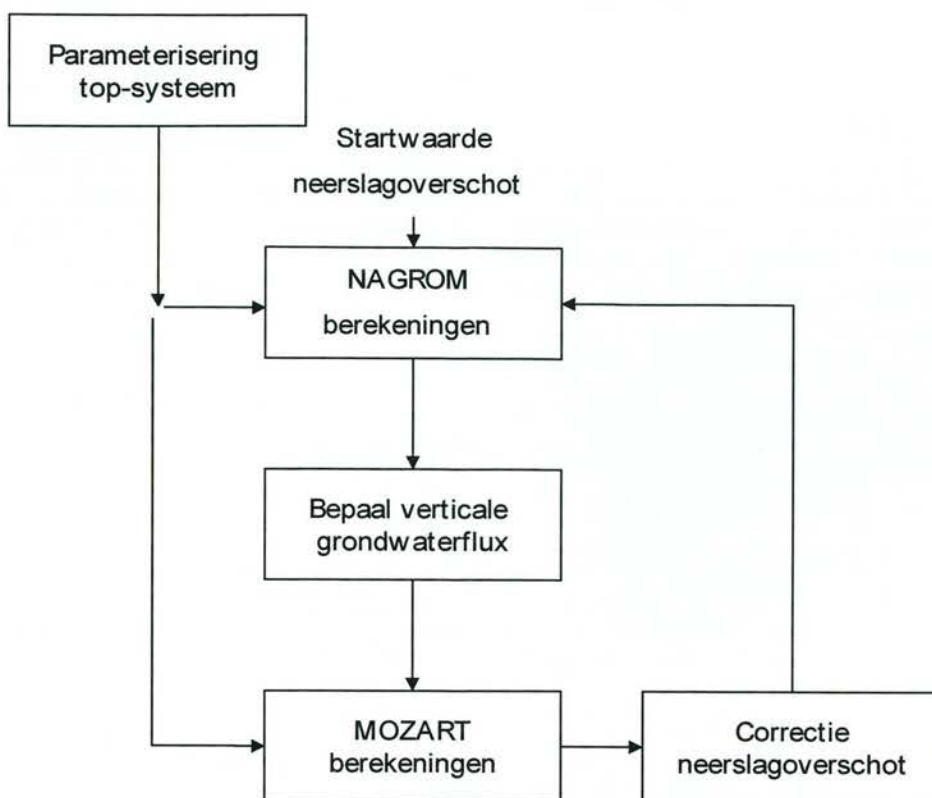 Parameterisering
top-systeem
Startwaarde
neerslagoverschot
NAGROM
berekeningen
Bepaal verticale
grondwaterflux
MOZART
berekeningen
Correctie
neerslagoverschot